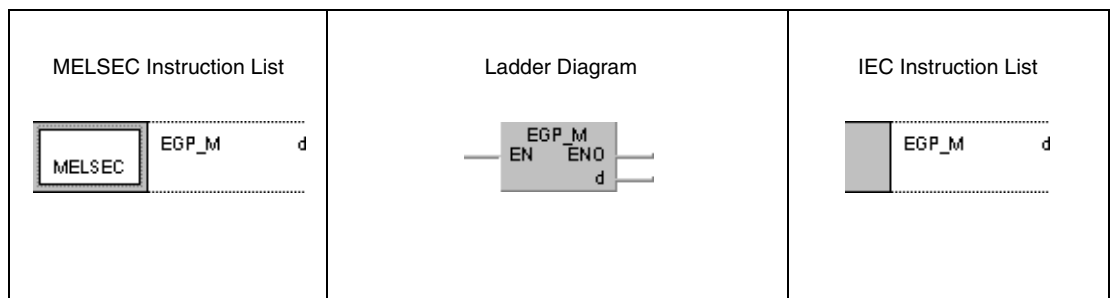 MELSEC Instruction List
Ladder Diagram
IEC Instruction List
MELSEC
EGP_M d
EGP_M
EN ENO
d
EGP_M d